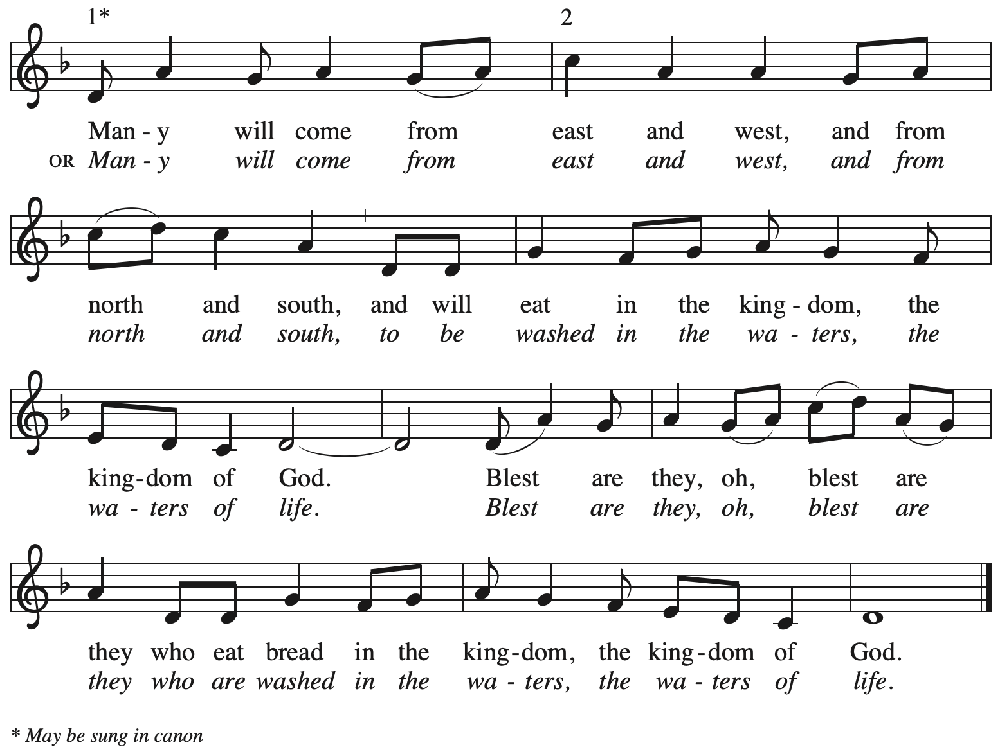 1* 2
Man - y will come from east and west, and from
OR Man - y will come from east and west, and from
north and south, and will eat in the king - dom, the
north and south, to be washed in the wa - ters, the
king-dom of God. Blest are they, oh, blest are
wa - ters of life. Blest are they, oh, blest are
they who eat bread in the king-dom, the king-dom of God.
they who are washed in the wa - ters, the wa - ters of life.
* May be sung in canon